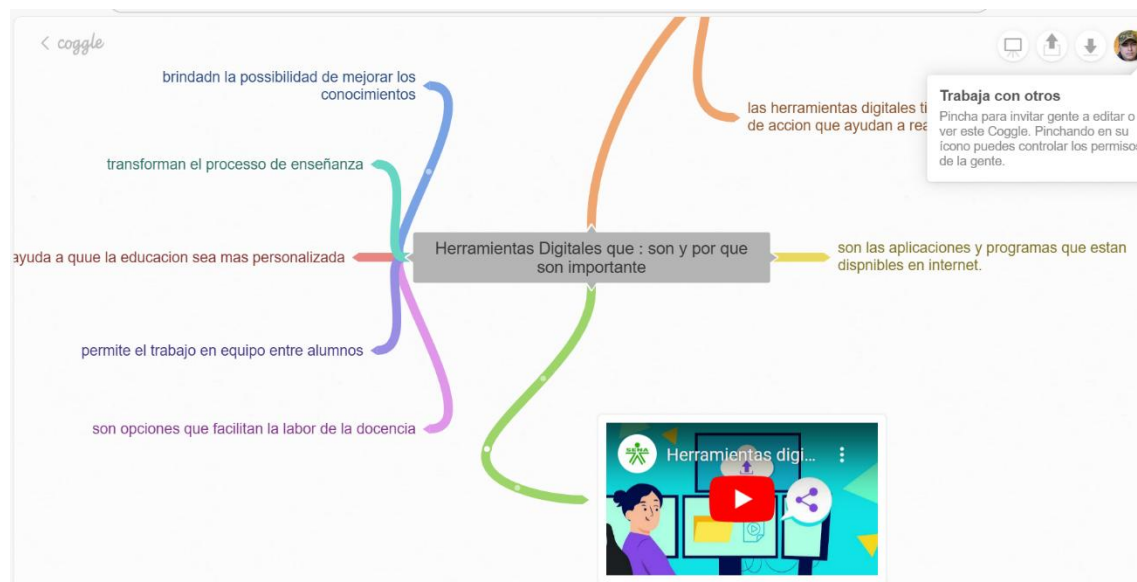 coggle
brindadn la possibilidad de mejorar los
conocimientos
transforman el processo de enseñanza
ayuda a quue la educacion sea mas personalizada
permite el trabajo en equipo entre alumnos
son opciones que facilitan la labor de la docencia
Herramientas Digitales que : son y por que
son importante
las herramientas digitales
de accion que ayudan a
Trabaja con otros
Pincha para invitar gente a editar o
ver este Coggle. Pinchando en su
ícono puedes controlar los permisos
de la gente.
son las aplicaciones y programas que estan
dispnibles en internet.
SENA
Herramientas digi...